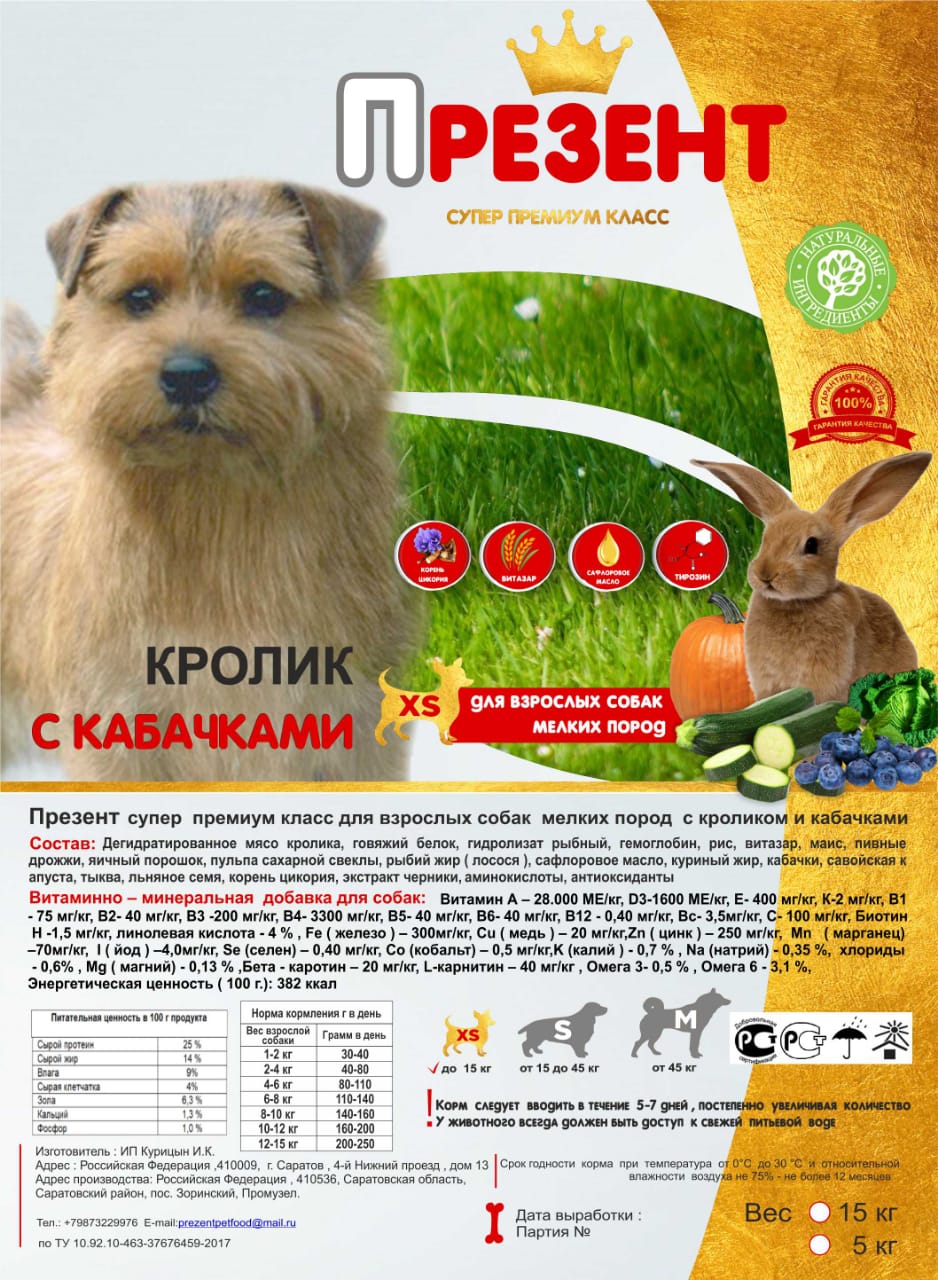 ПРЕЗЕНТ
СУПЕР ПРЕМИУМ КЛАСС
НАТУРАЛЬНЫЕ
ИНГРЕДИЕНТЫ
ГАРАНТИЯ КАЧЕСТВА
100%
ГАРАНТИЯ КАЧЕСТВА
КОРЕНЬ
ЦИКОРИЯ
ВИТАЗАР
САФЛОРОВОЕ
МАСЛО
ТИРОЗИН
КРОЛИК
С КАБАЧКАМИ
XS
ДЛЯ ВЗРОСЛЫХ СОБАК
МЕЛКИХ ПОРОД
Презент супер премиум класс для взрослых собак мелких пород с кроликом и кабачками
Состав: Дегидратированное мясо кролика, говяжий белок, гидролизат рыбный, гемоглобин, рис, витазар, маис, пивные
дрожжи, яичный порошок, пульпа сахарной свеклы, рыбий жир ( лосося ), сафлоровое масло, куриный жир, кабачки, савойская к
апуста, тыква, льняное семя, корень цикория, экстракт черники, аминокислоты, антиоксиданты
Витаминно – минеральная добавка для собак: Витамин А – 28.000 МЕ/кг, D3-1600 МЕ/кг, Е- 400 мг/кг, К-2 мг/кг, В1
- 75 мг/кг, В2- 40 мг/кг, В3 -200 мг/кг, В4- 3300 мг/кг, В5- 40 мг/кг, В6- 40 мг/кг, В12 - 0,40 мг/кг, Вс- 3,5мг/кг, С- 100 мг/кг, Биотин
Н -1,5 мг/кг, линолевая кислота - 4 % , Fe ( железо ) – 300мг/кг, Cu ( медь ) – 20 мг/кг,Zn ( цинк ) – 250 мг/кг, Mn ( марганец)
–70мг/кг, I ( йод ) –4,0мг/кг, Se (селен) – 0,40 мг/кг, Co (кобальт) – 0,5 мг/кг,K (калий ) - 0,7 % , Na (натрий) - 0,35 %, хлориды
- 0,6% , Mg ( магний) - 0,13 % ,Бета - каротин – 20 мг/кг, L-карнитин – 40 мг/кг , Омега 3- 0,5 % , Омега 6 - 3,1 %,
Энергетическая ценность ( 100 г.): 382 ккал
Питательная ценность в 100 г продукта
Сырой протеин 25 %
Сырой жир 14 %
Влага 9%
Сырая клетчатка 4%
Зола 6,3 %
Кальций 1,3 %
Фосфор 1,0 %
Норма кормления г в день
Вес взрослой собаки Грамм в день
1-2 кг 30-40
2-4 кг 40-80
4-6 кг 80-110
6-8 кг 110-140
8-10 кг 140-160
10-12 кг 160-200
12-15 кг 200-250
XS S M
до 15 кг от 15 до 45 кг от 45 кг
Добровольная
сертификация
! Корм следует вводить в течение 5-7 дней , постепенно увеличивая количество
У животного всегда должен быть доступ к свежей питьевой воде
Изготовитель : ИП Курицын И.К.
Адрес : Российская Федерация ,410009, г. Саратов , 4-й Нижний проезд , дом 13
Адрес производства: Российская Федерация , 410536, Саратовская область,
Саратовский район, пос. Зоринский, Промузел.
Срок годности корма при температура от 0°С до 30 °С и относительной
влажности воздуха не 75% - не более 12 месяцев
Тел.: +79873229976 E-mail:prezentpetfood@mail.ru
по ТУ 10.92.10-463-37676459-2017
Дата выработки :
Партия №
Вес 15 кг
5 кг